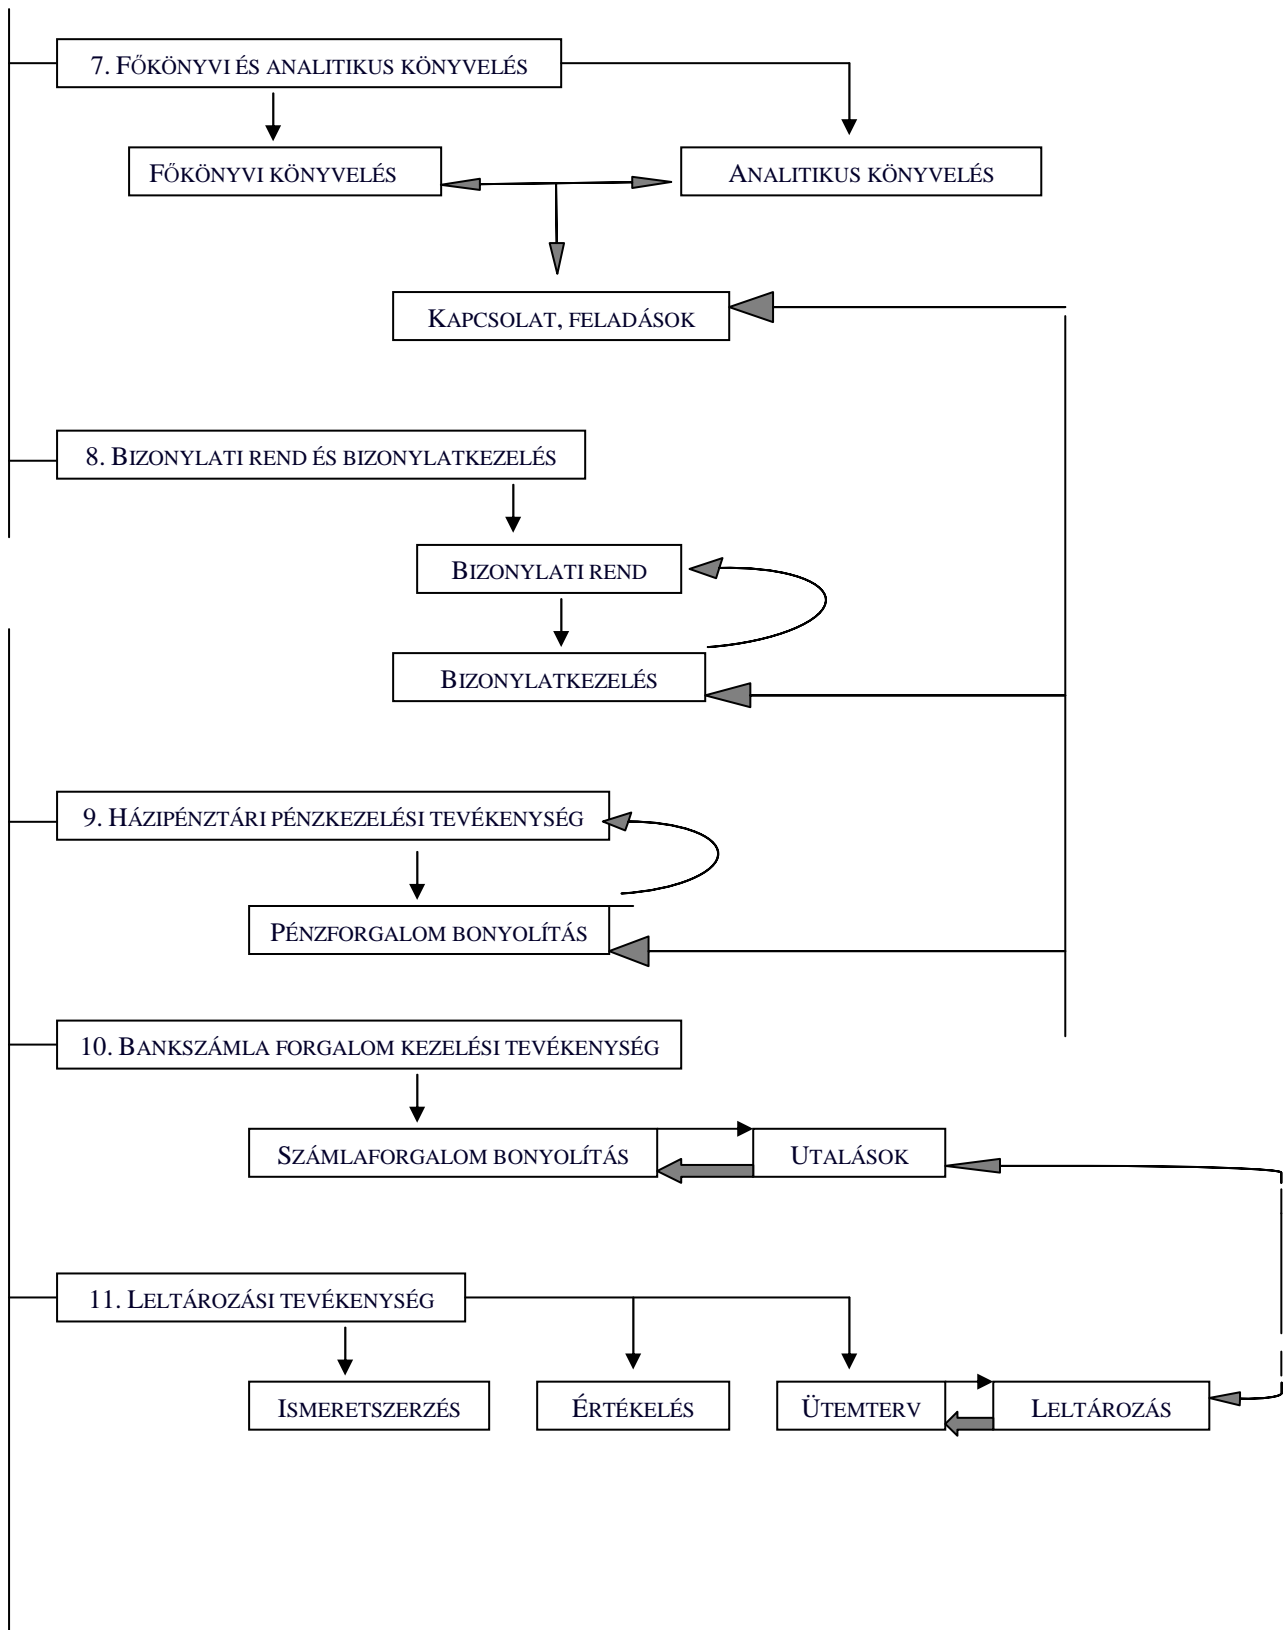 7. FŐKÖNYVI ÉS ANALITIKUS KÖNYVELÉS
FŐKÖNYVI KÖNYVELÉS
ANALITIKUS KÖNYVELÉS
KAPCSOLAT, FELADÁSOK
8. BIZONYLATI REND ÉS BIZONYLATKEZELÉS
BIZONYLATI REND
BIZONYLATKEZELÉS
9. HÁZIPÉNZTÁRI PÉNZKEZELÉSI TEVÉKENYSÉG
PÉNZFORGALOM BONYOLÍTÁS
10. BANKSZÁMLA FORGALOM KEZELÉSI TEVÉKENYSÉG
SZÁMLAFORGALOM BONYOLÍTÁS
UTALÁSOK
11. LELTÁROZÁSI TEVÉKENYSÉG
ISMERETSZERZÉS
ÉRTÉKELÉS
ÜTEMTERV
LELTÁROZÁS